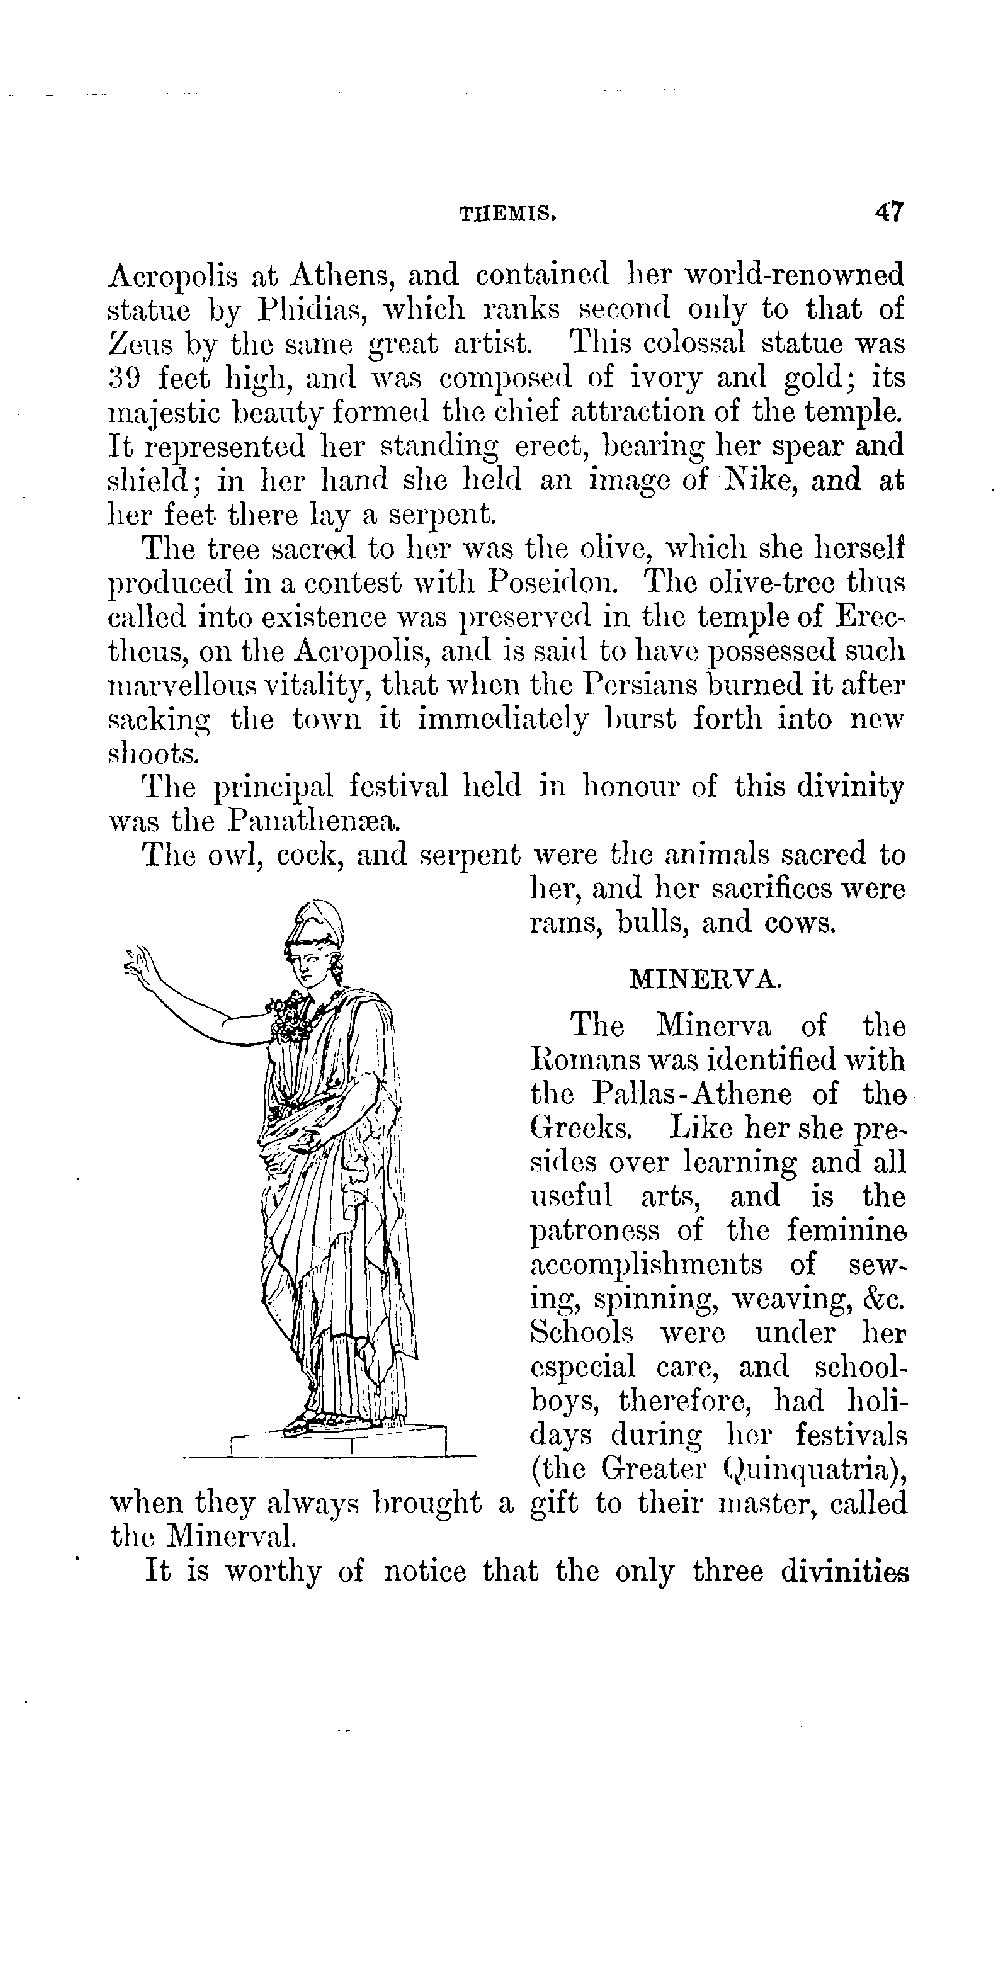 THEMIS. 47
Acropolis at Athens, and contained her world-renowned
statue by Phidias, which ranks second only to that of
Zeus by the same great artist. This colossal statue was
39 feet high, and was composed of ivory and gold; its
majestic beauty formed the chief attraction of the temple.
It represented her standing erect, bearing her spear and
shield; in her hand she held an image of Nike, and at
her feet there lay a serpent.
The tree sacred to her was the olive, which she herself
produced in a contest with Poseidon. The olive-tree thus
called into existence was preserved in the temple of Erec-
theus, on the Acropolis, and is said to have possessed such
marvellous vitality, that when the Persians burned it after
sacking the town it immediately burst forth into new
shoots.
The principal festival held in honour of this divinity
was the Panathenæa.
The owl, cock, and serpent were the animals sacred to
her, and her sacrifices were
rams, bulls, and cows.
MINERVA.
The Minerva of the
Romans was identified with
the Pallas-Athene of the
Greeks. Like her she pre-
sides over learning and all
useful arts, and is the
patroness of the feminine
accomplishments of sew-
ing, spinning, weaving, &c.
Schools were under her
especial care, and school-
boys, therefore, had holi-
days during her festivals
(the Greater Quinquatria),
when they always brought a gift to their master, called
the Minerval.
It is worthy of notice that the only three divinities